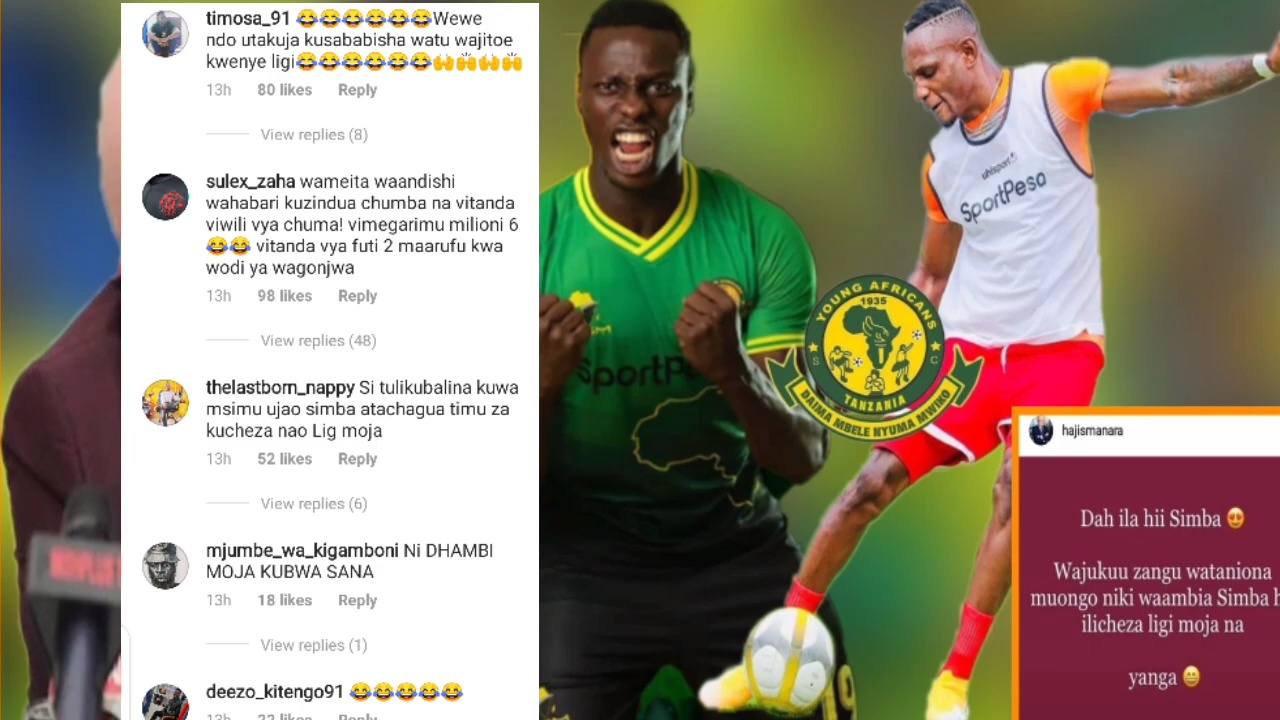 timosa_91 😂😂😂😂😂😂Wewe
ndo utakuja kusababisha watu wajitoe
kwenye ligi😂😂😂😂😂😂🙌🙌🙌🙌
13h 80 likes Reply
View replies (8)
sulex_zaha wameita waandishi
wahabari kuzindua chumba na vitanda
viwili vya chuma! vimegarimu milioni 6
😂😂 vitanda vya futi 2 maarufu kwa
wodi ya wagonjwa
13h 98 likes Reply
View replies (48)
thelastborn_nappy Si tulikubalina kuwa
msimu ujao simba atachagua timu za
kucheza nao Lig moja
13h 52 likes Reply
View replies (6)
mjumbe_wa_kigamboni Ni DHAMBI
MOJA KUBWA SANA
13h 18 likes Reply
View replies (1)
deezo_kitengo91 😂😂😂😂😂
13h 22 likes Reply
SportPe
uhlsport
SportPesa
YOUNG AFRICANS
1935
S C
TANZANIA
DAIMA MBELE NYUMA MWIKO
hajismanara
Dah ila hii Simba 😍
Wajukuu zangu wataniona
muongo niki waambia Simba h
ilicheza ligi moja na
yanga 😁